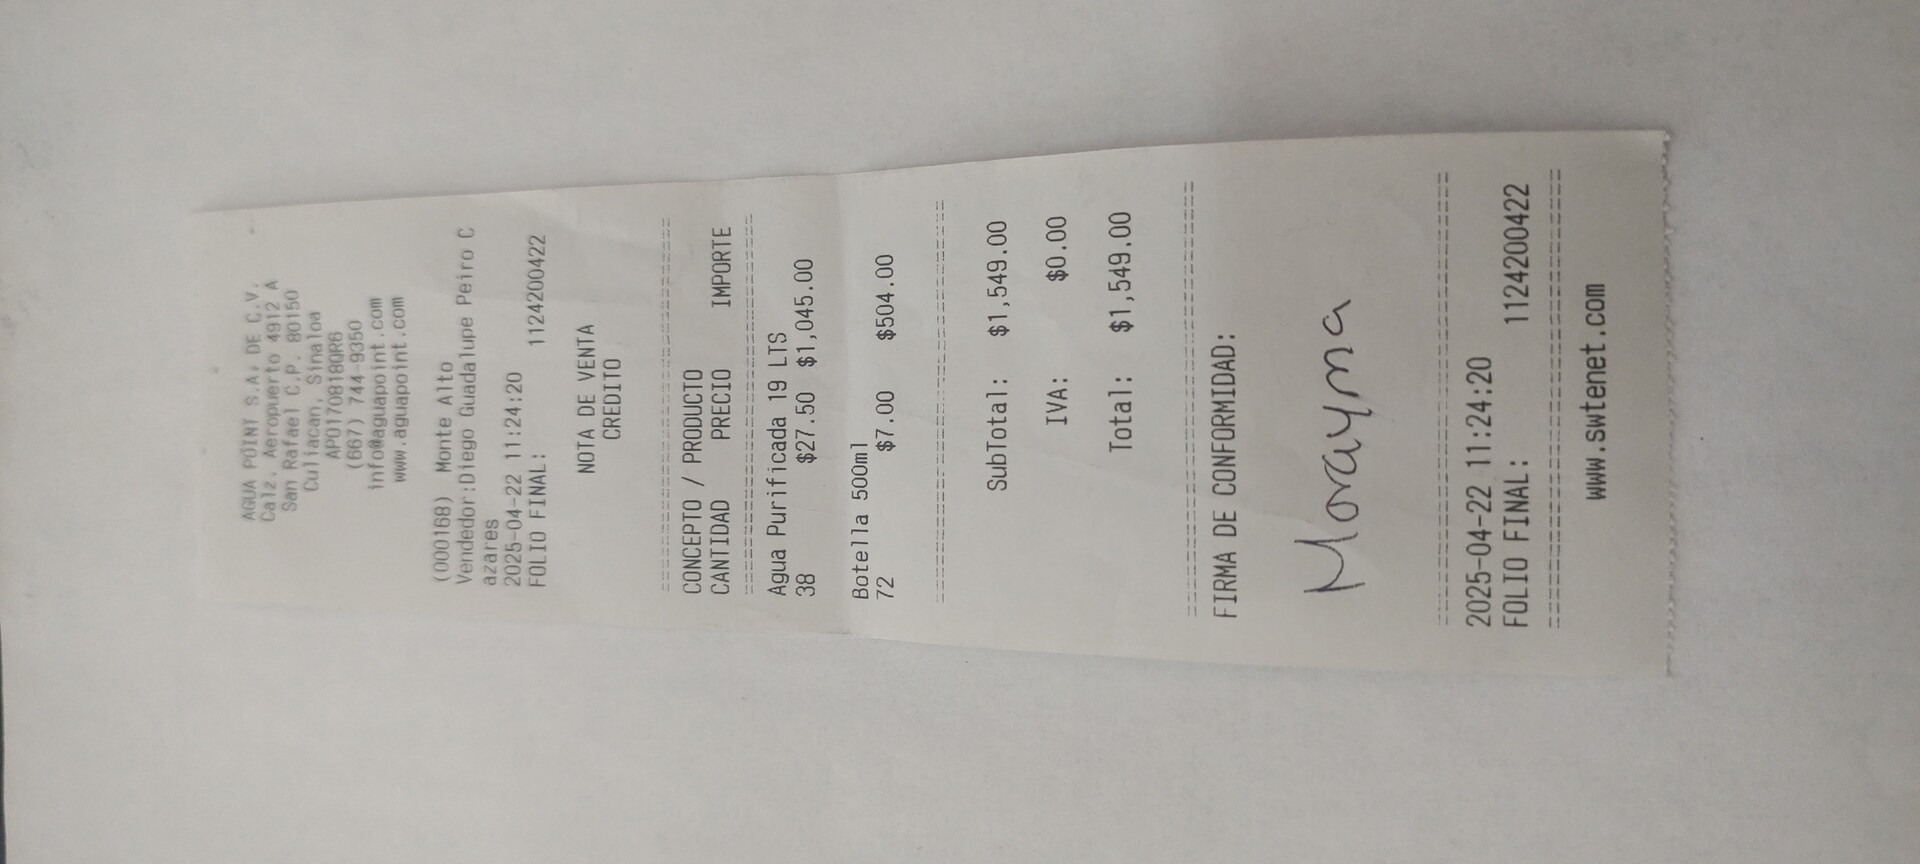 AGUA POINT S.A. DE C.V.
Calz. Aeropuerto 4912 A
San Rafael C.P. 80150
Culiacan, Sinaloa
APO170818QR6
(667) 744-9350
info@aguapoint.com
www.aguapoint.com
(000168) Monte Alto
Vendedor:Diego Guadalupe Peiro C
azares
2025-04-22 11:24:20
FOLIO FINAL: 1124200422
NOTA DE VENTA
CREDITO
CONCEPTO / PRODUCTO
CANTIDAD PRECIO IMPORTE
Agua Purificada 19 LTS
38 $27.50 $1,045.00
Botella 500ml
72 $7.00 $504.00
SubTotal: $1,549.00
IVA: $0.00
Total: $1,549.00
FIRMA DE CONFORMIDAD:
Morayma
2025-04-22 11:24:20
FOLIO FINAL: 1124200422
www.swtenet.com